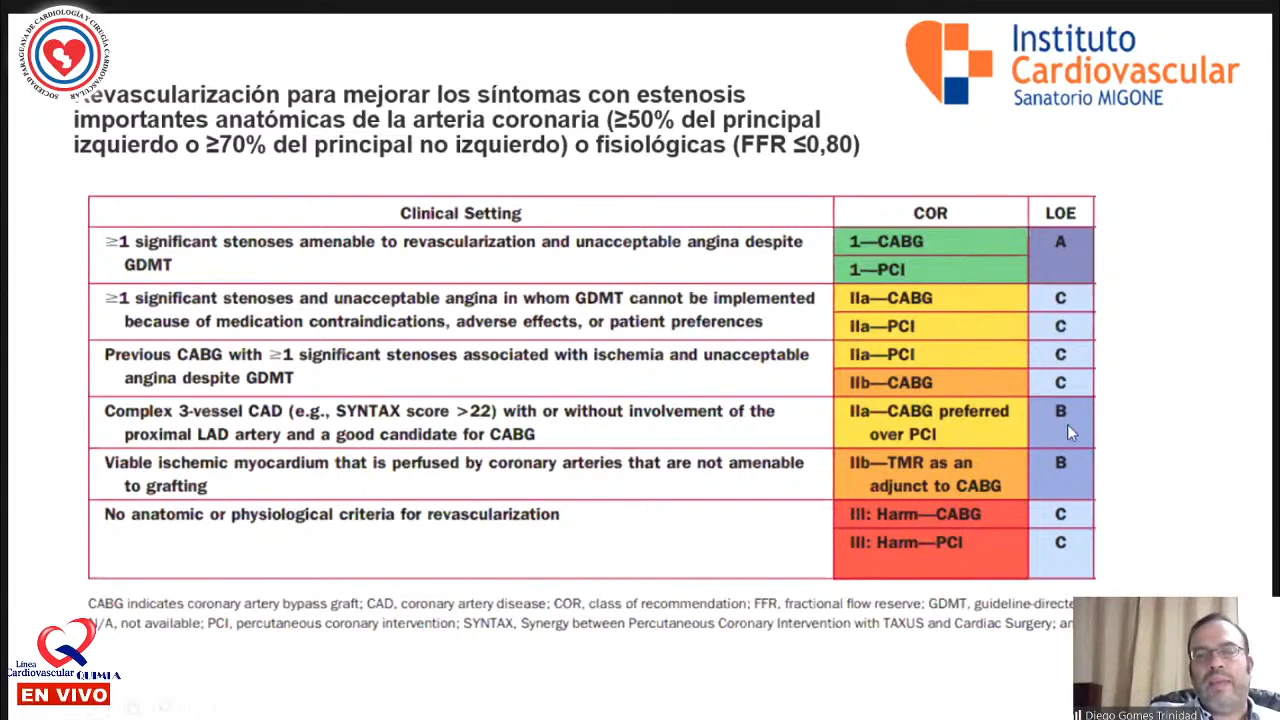 SOCIEDAD PARAGUAYA DE CARDIOLOGÍA Y CIRUGÍA CARDIOVASCULAR
Instituto
Cardiovascular
Sanatorio MIGONE
Revascularización para mejorar los síntomas con estenosis
importantes anatómicas de la arteria coronaria (≥50% del principal
izquierdo o ≥70% del principal no izquierdo) o fisiológicas (FFR ≤0,80)
Clinical Setting COR LOE
≥1 significant stenoses amenable to revascularization and unacceptable angina despite
GDMT
1—CABG A
1—PCI
≥1 significant stenoses and unacceptable angina in whom GDMT cannot be implemented
because of medication contraindications, adverse effects, or patient preferences
IIa—CABG C
IIa—PCI C
Previous CABG with ≥1 significant stenoses associated with ischemia and unacceptable
angina despite GDMT
IIa—PCI C
IIb—CABG C
Complex 3-vessel CAD (e.g., SYNTAX score >22) with or without involvement of the
proximal LAD artery and a good candidate for CABG
IIa—CABG preferred B
over PCI
Viable ischemic myocardium that is perfused by coronary arteries that are not amenable
to grafting
IIb—TMR as an B
adjunct to CABG
No anatomic or physiological criteria for revascularization
III: Harm—CABG C
III: Harm—PCI C
CABG indicates coronary artery bypass graft; CAD, coronary artery disease; COR, class of recommendation; FFR, fractional flow reserve; GDMT,
N/A, not available; PCI, percutaneous coronary intervention; SYNTAX, Synergy between Percutaneous Coronary Intervention with TAXUS and Cardiac Surgery;
Línea
Cardiovascular QUIMFA
EN VIVO
Diego Gomes Trinidad